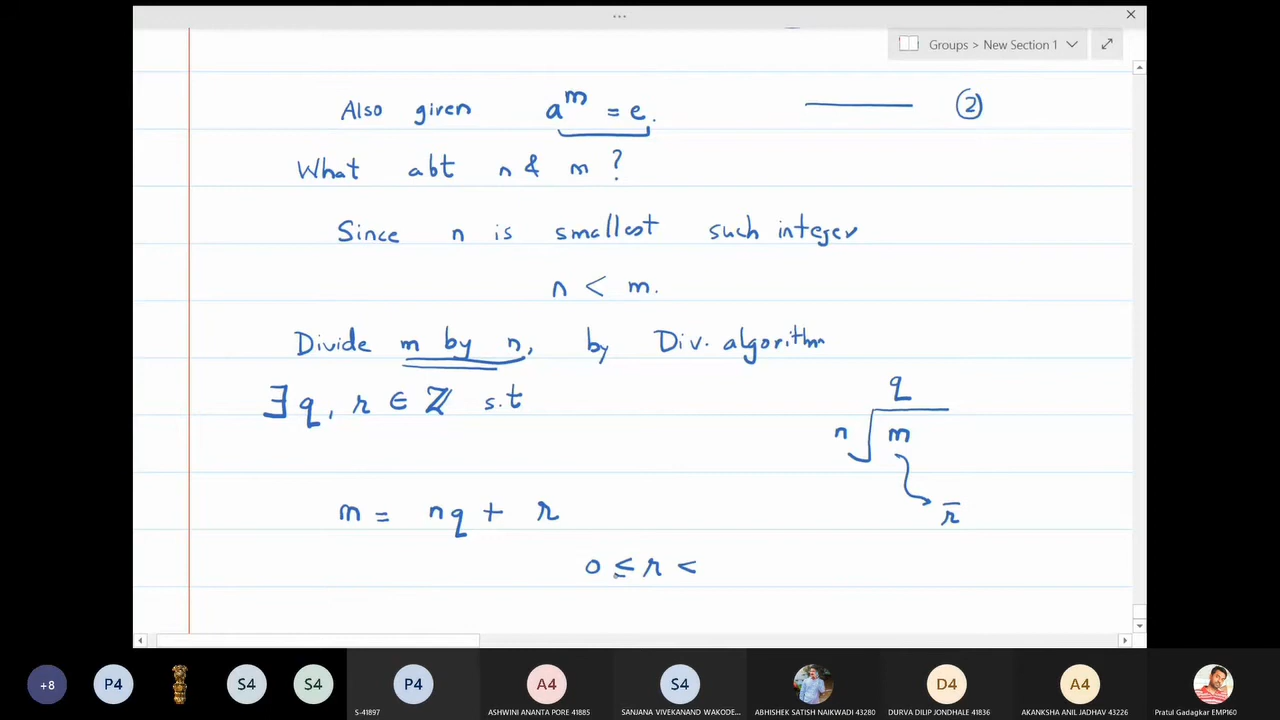 Groups > New Section 1
Also given a^m = e. ——— ②
What abt n & m ?
Since n is smallest such integer
n < m.
Divide m by n, by Div. algorithm
∃ q, r ∈ ℤ s.t
q
n m
r
m = nq + r
0 ≤ r <
+8 P4 S4 S4 P4 A4 S4 D4 A4
S-41897 ASHWINI ANANTA PORE 41885 SANJANA VIVEKANAND WAKODE... ABHISHEK SATISH NAIKWADI 43280 DURVA DILIP JONDHALE 41836 AKANKSHA ANIL JADHAV 43226 Pratul Gadagkar EMP160